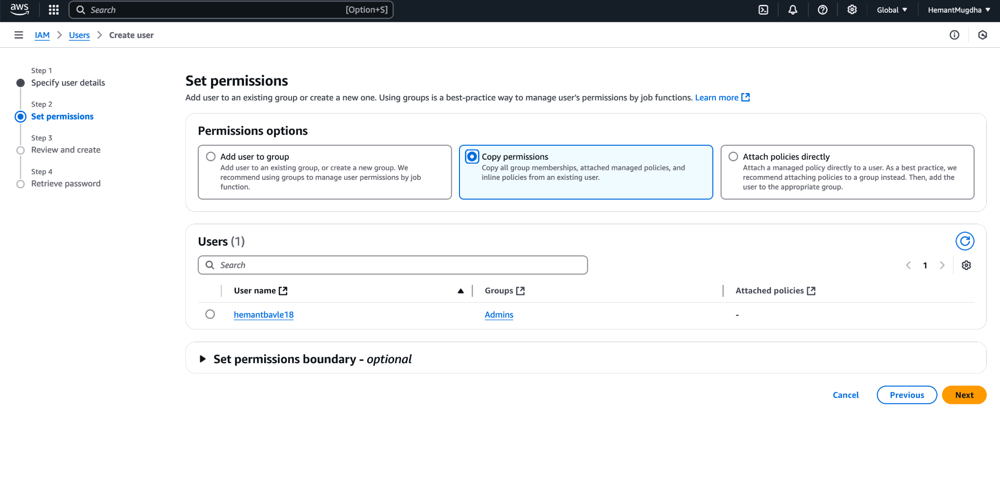 aws
Search [Option+S]
Global
HemantMugdha
IAM
Users
Create user
Step 1
Specify user details
Step 2
Set permissions
Step 3
Review and create
Step 4
Retrieve password
Set permissions
Add user to an existing group or create a new one. Using groups is a best-practice way to manage user's permissions by job functions. Learn more
Permissions options
Add user to group
Add user to an existing group, or create a new group. We
recommend using groups to manage user permissions by job
function.
Copy permissions
Copy all group memberships, attached managed policies, and
inline policies from an existing user.
Attach policies directly
Attach a managed policy directly to a user. As a best practice, we
recommend attaching policies to a group instead. Then, add the
user to the appropriate group.
Users (1)
Search
1
User name
Groups
Attached policies
hemantbavle18
Admins
-
Set permissions boundary - optional
Cancel
Previous
Next